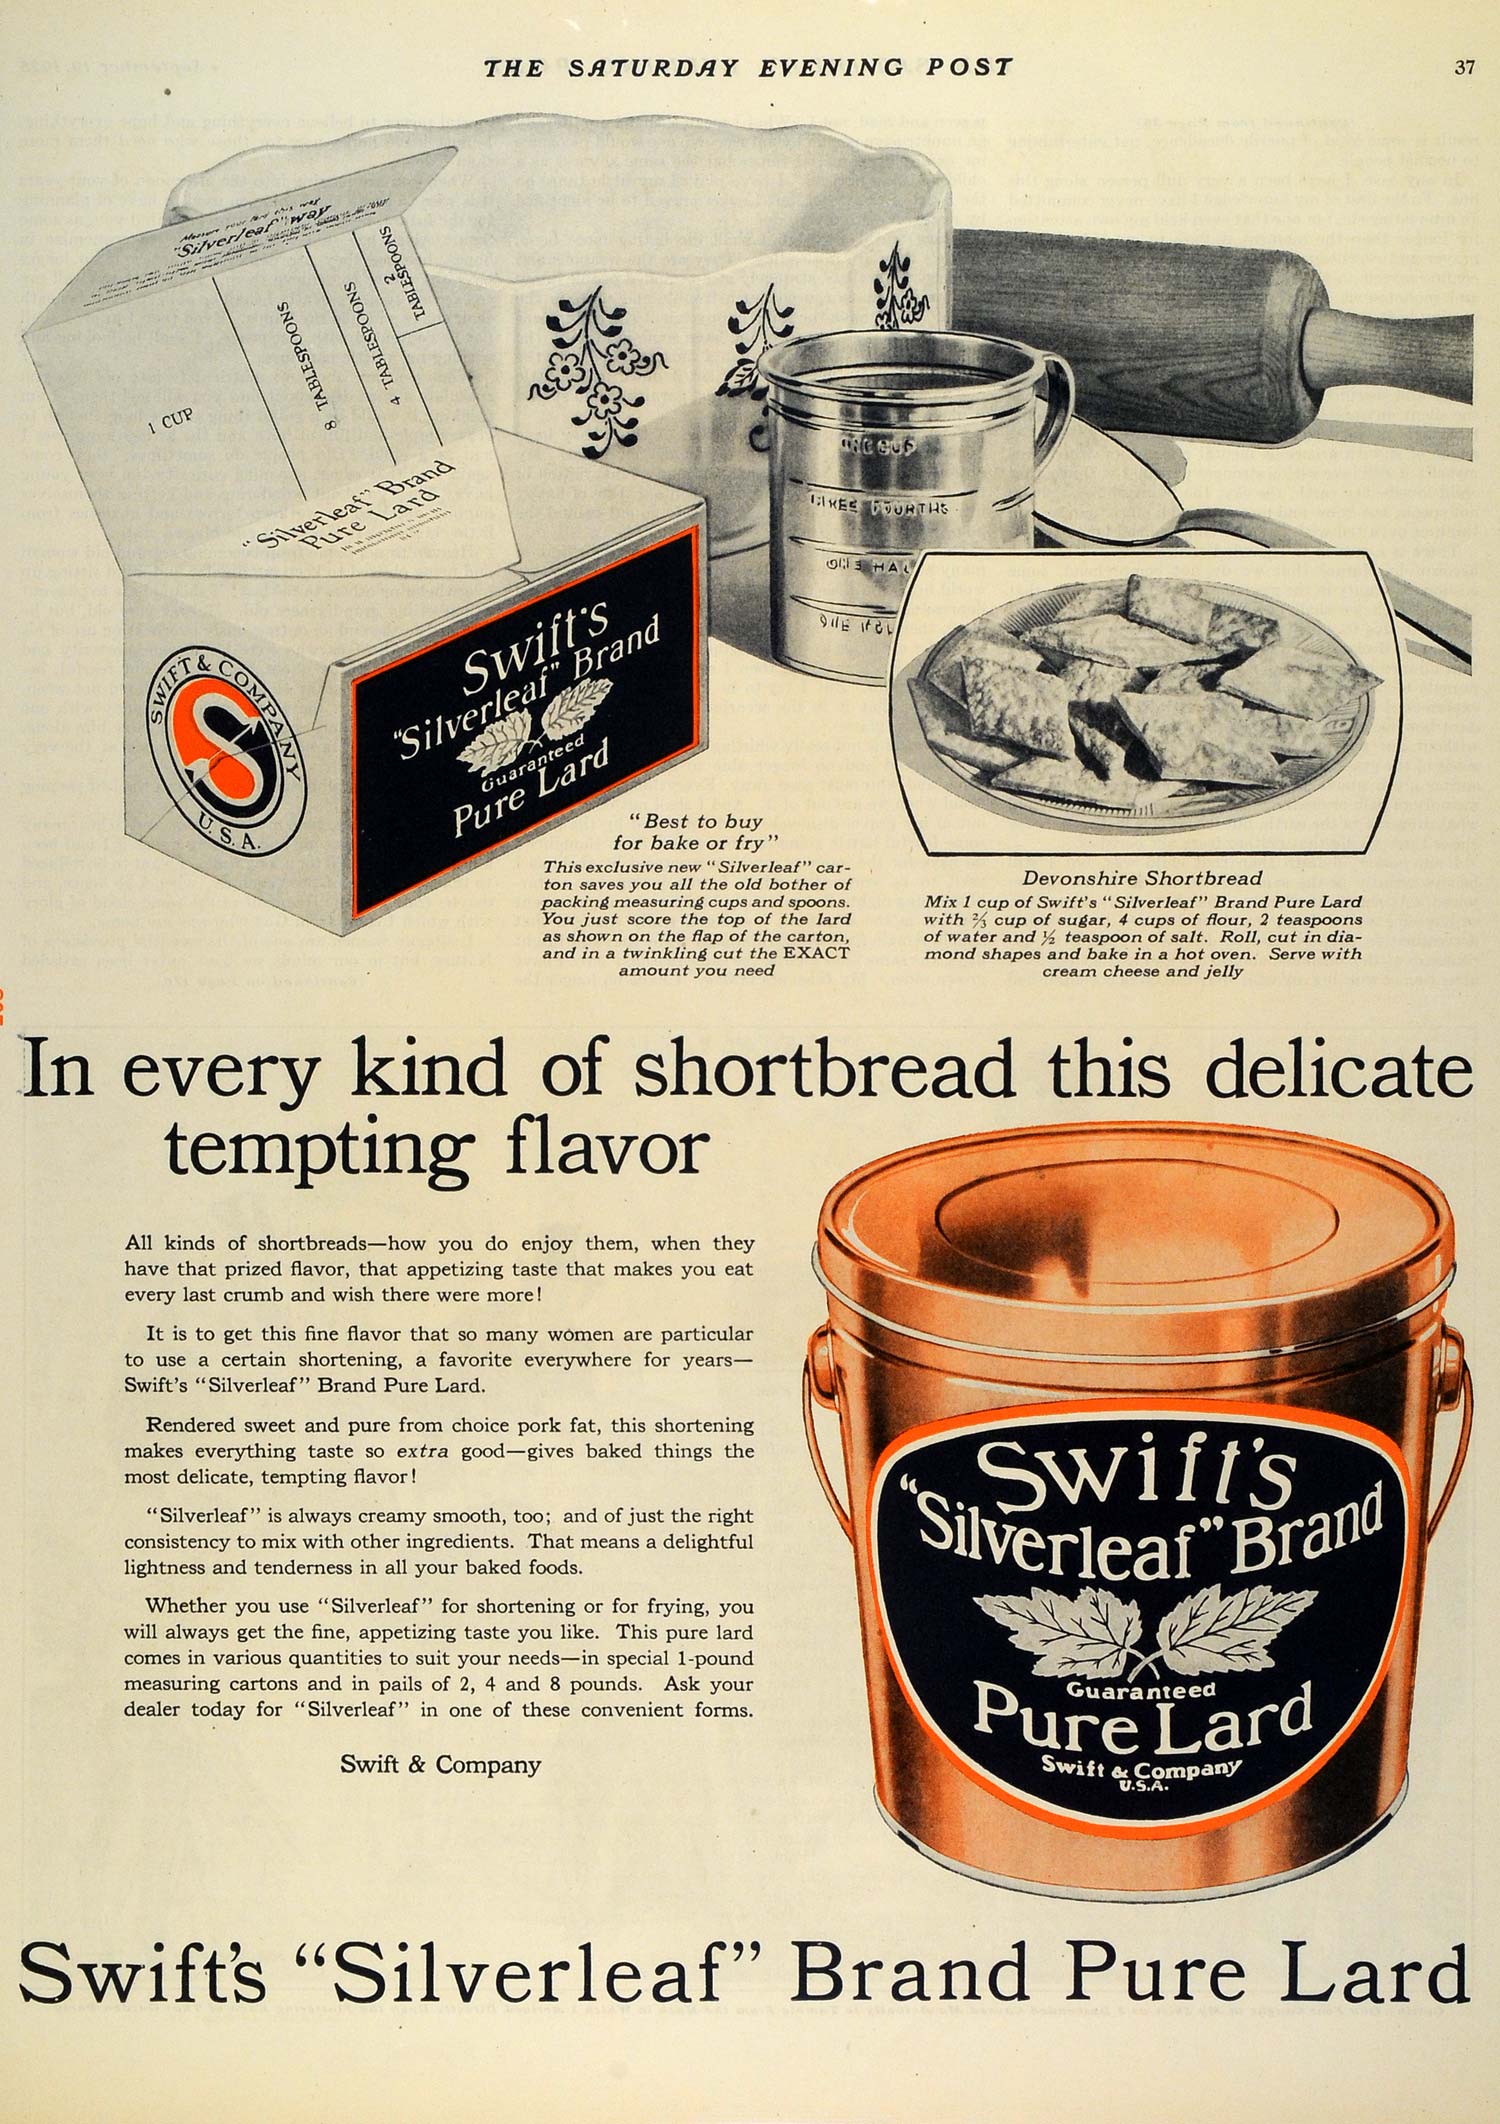 THE SATURDAY EVENING POST
37
Measure your lard this way
"Silverleaf" way
1 CUP
8 TABLESPOONS
4 TABLESPOONS
2
TABLESPOONS
TABLESPOONS
"Silverleaf" Brand
Pure Lard
ONE CUP
THREE FOURTHS
ONE HAL
SWIFT & COMPANY
U.S.A.
Swift's
"Silverleaf" Brand
Guaranteed
Pure Lard
"Best to buy
for bake or fry"
This exclusive new "Silverleaf" car-
ton saves you all the old bother of
packing measuring cups and spoons.
You just score the top of the lard
as shown on the flap of the carton,
and in a twinkling cut the EXACT
amount you need
Devonshire Shortbread
Mix 1 cup of Swift's "Silverleaf" Brand Pure Lard
with ⅔ cup of sugar, 4 cups of flour, 2 teaspoons
of water and ½ teaspoon of salt. Roll, cut in dia-
mond shapes and bake in a hot oven. Serve with
cream cheese and jelly
In every kind of shortbread this delicate
tempting flavor
All kinds of shortbreads—how you do enjoy them, when they
have that prized flavor, that appetizing taste that makes you eat
every last crumb and wish there were more!
It is to get this fine flavor that so many women are particular
to use a certain shortening, a favorite everywhere for years—
Swift's "Silverleaf" Brand Pure Lard.
Rendered sweet and pure from choice pork fat, this shortening
makes everything taste so extra good—gives baked things the
most delicate, tempting flavor!
"Silverleaf" is always creamy smooth, too; and of just the right
consistency to mix with other ingredients. That means a delightful
lightness and tenderness in all your baked foods.
Whether you use "Silverleaf" for shortening or for frying, you
will always get the fine, appetizing taste you like. This pure lard
comes in various quantities to suit your needs—in special 1-pound
measuring cartons and in pails of 2, 4 and 8 pounds. Ask your
dealer today for "Silverleaf" in one of these convenient forms.
Swift & Company
Swift's
"Silverleaf" Brand
Guaranteed
Pure Lard
Swift & Company
U.S.A.
Swift's "Silverleaf" Brand Pure Lard